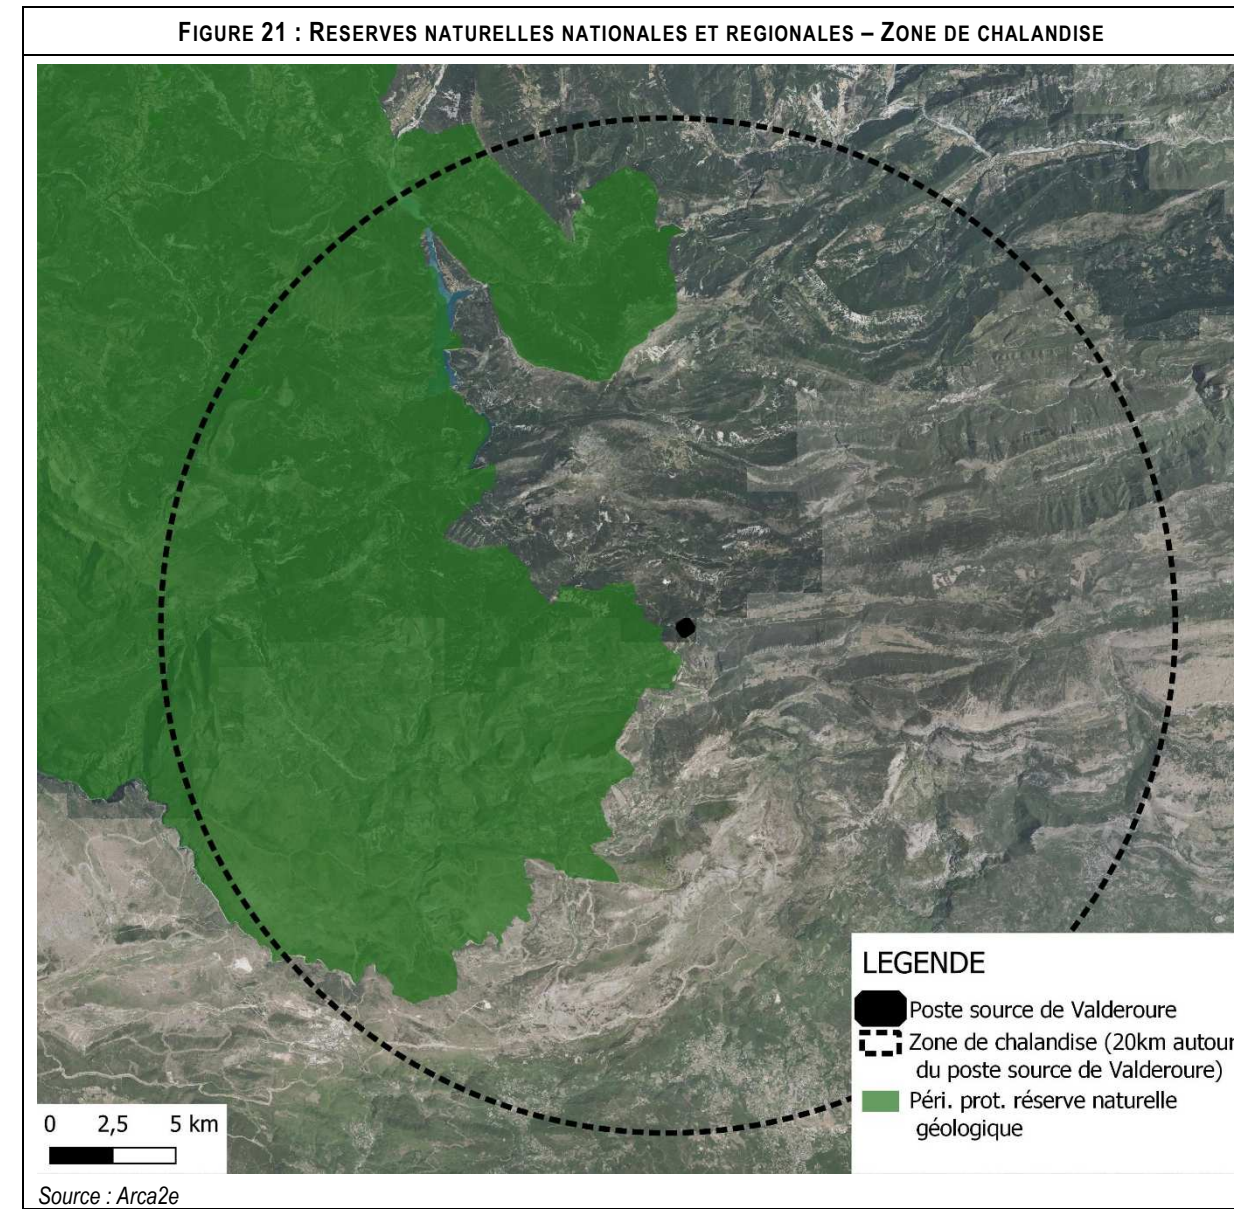 FIGURE 21 : RESERVES NATURELLES NATIONALES ET REGIONALES – ZONE DE CHALANDISE
LEGENDE
Poste source de Valderoure
Zone de chalandise (20km autour
du poste source de Valderoure)
Péri. prot. réserve naturelle
géologique
0 2,5 5 km
Source : Arca2e